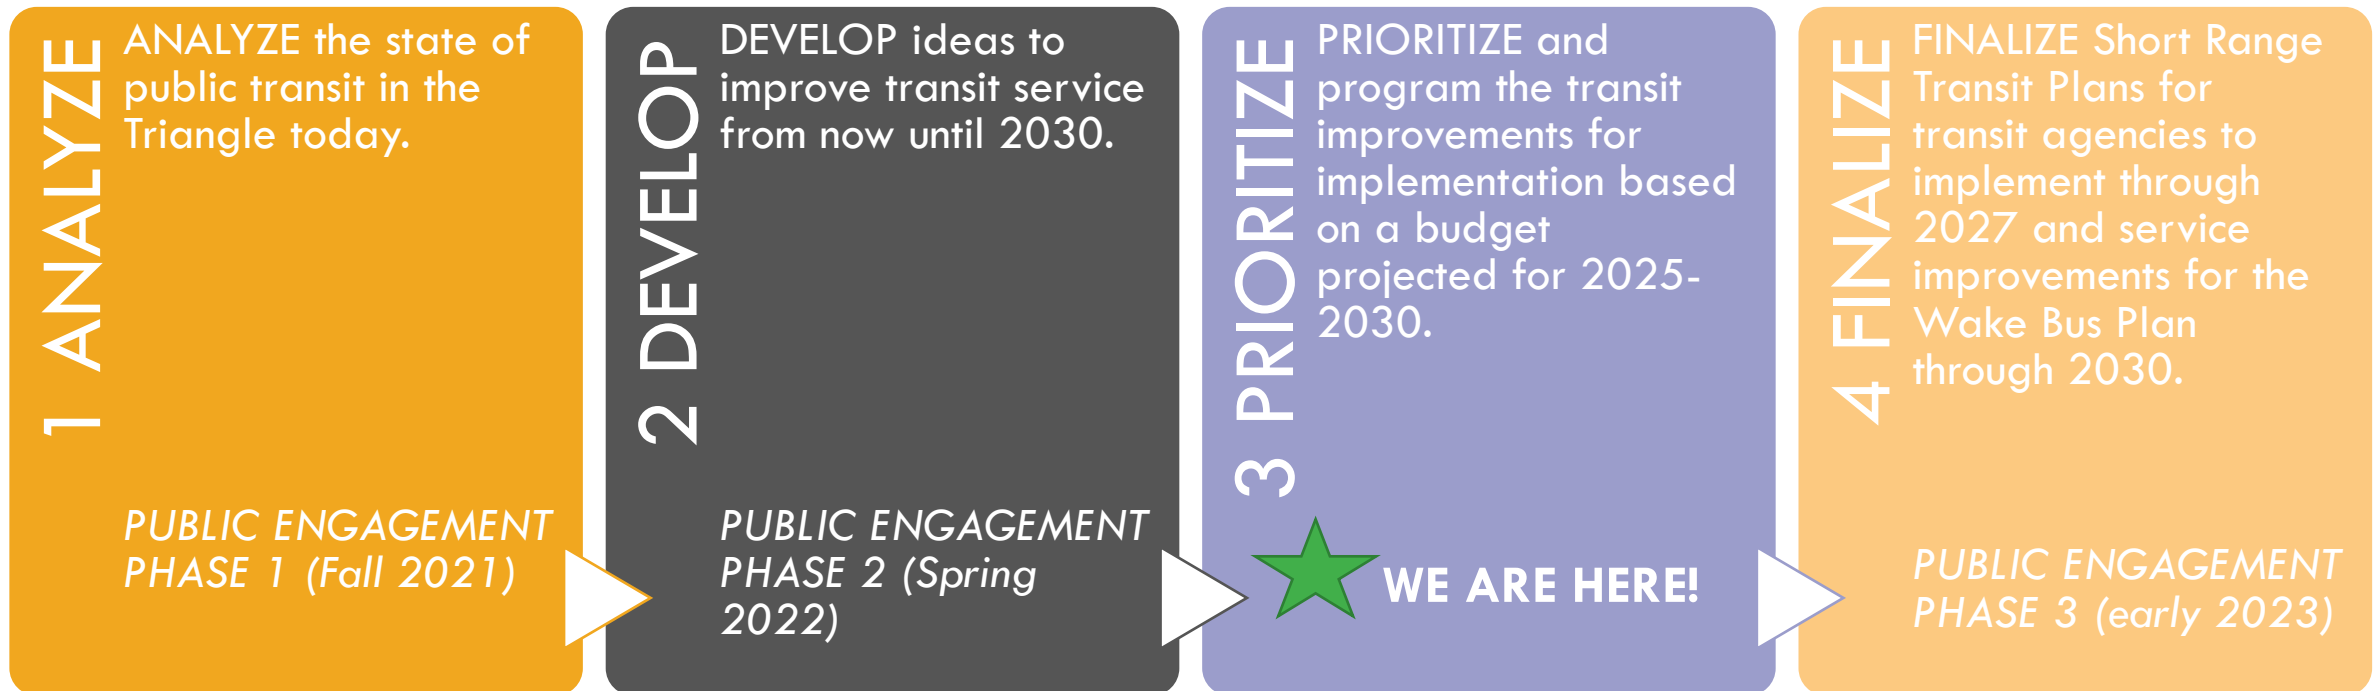 1 ANALYZE
ANALYZE the state of
public transit in the
Triangle today.
PUBLIC ENGAGEMENT
PHASE 1 (Fall 2021)
2 DEVELOP
DEVELOP ideas to
improve transit service
from now until 2030.
PUBLIC ENGAGEMENT
PHASE 2 (Spring
2022)
3 PRIORITIZE
PRIORITIZE and
program the transit
improvements for
implementation based
on a budget
projected for 2025-
2030.
WE ARE HERE!
4 FINALIZE
FINALIZE Short Range
Transit Plans for
transit agencies to
implement through
2027 and service
improvements for the
Wake Bus Plan
through 2030.
PUBLIC ENGAGEMENT
PHASE 3 (early 2023)